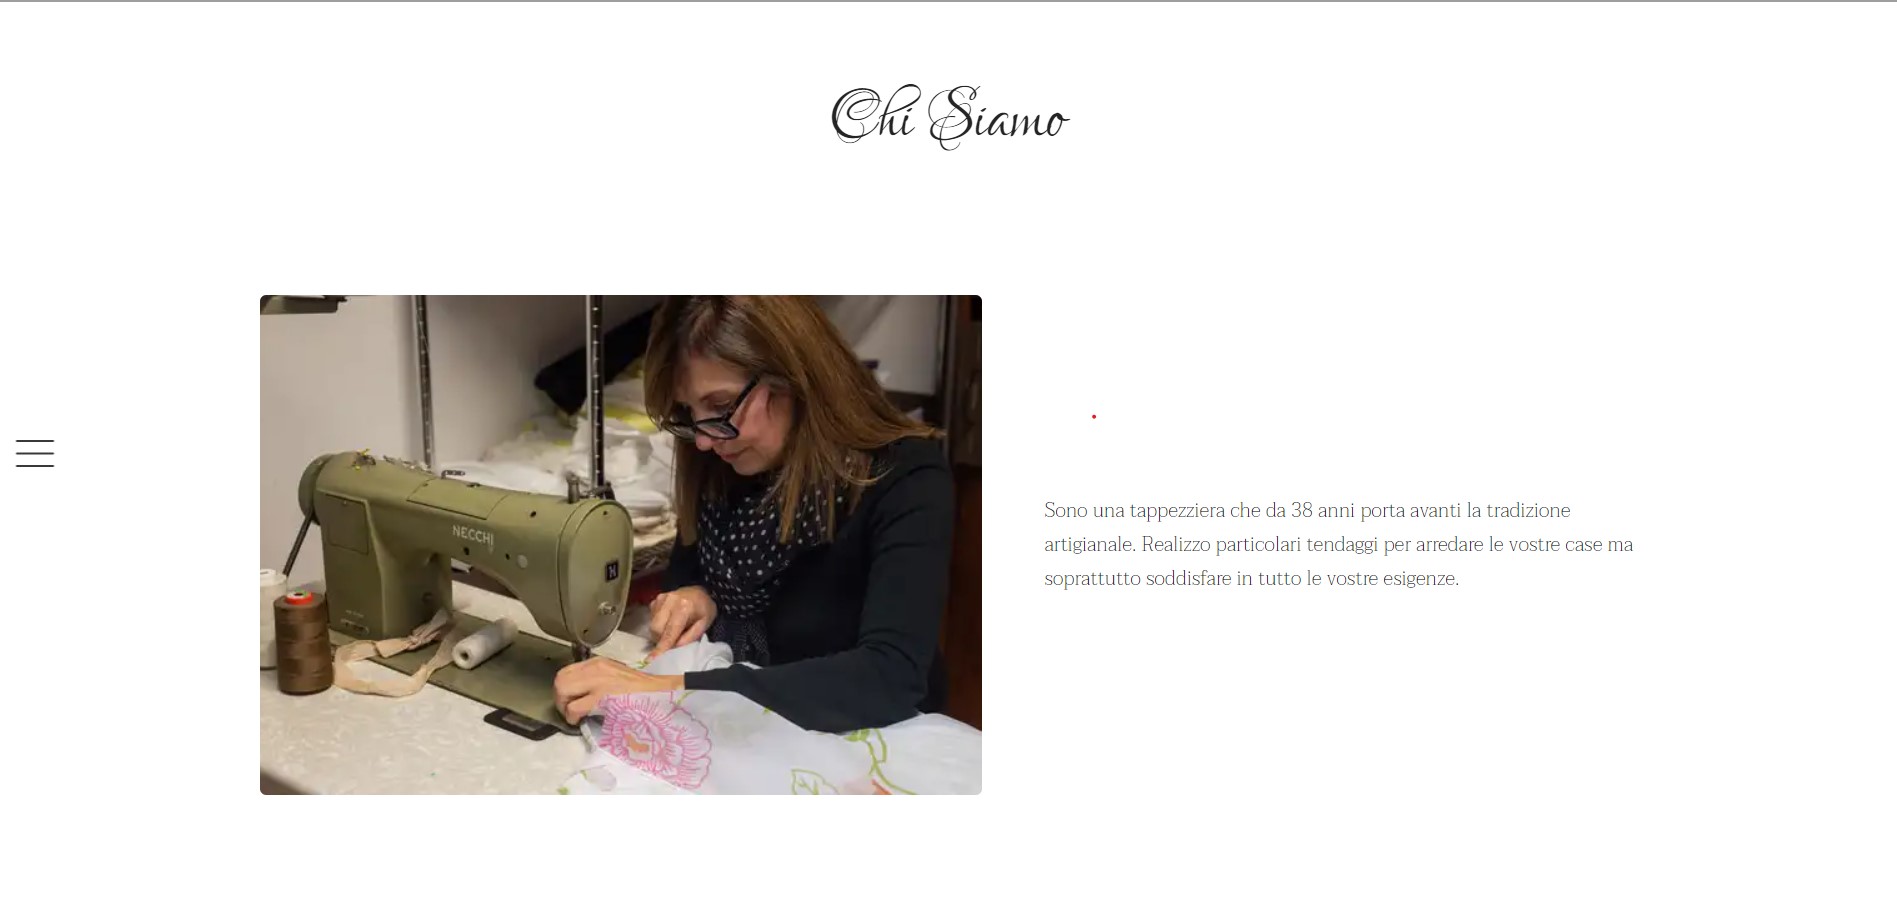 Chi Siamo
NECCHI
Sono una tappezziera che da 38 anni porta avanti la tradizione
artigianale. Realizzo particolari tendaggi per arredare le vostre case ma
soprattutto soddisfare in tutto le vostre esigenze.